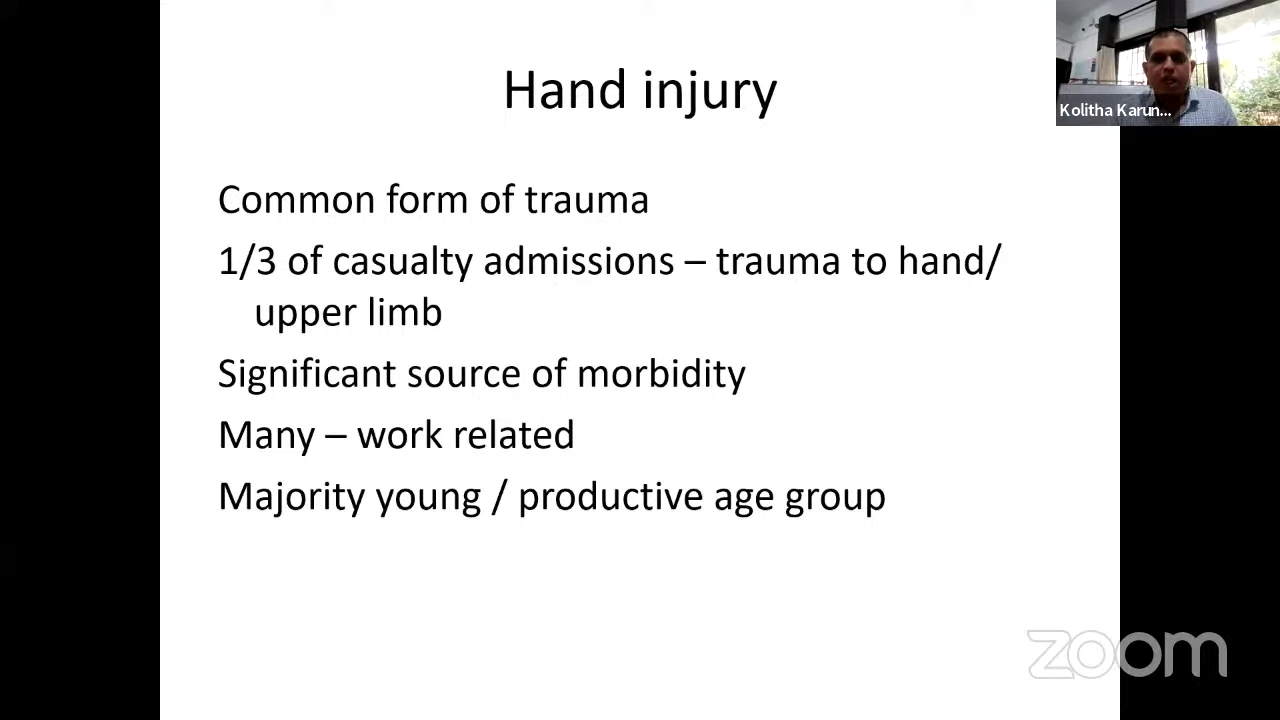 Hand injury
Kolitha Karun...
Common form of trauma
1/3 of casualty admissions – trauma to hand/
upper limb
Significant source of morbidity
Many – work related
Majority young / productive age group
zoom